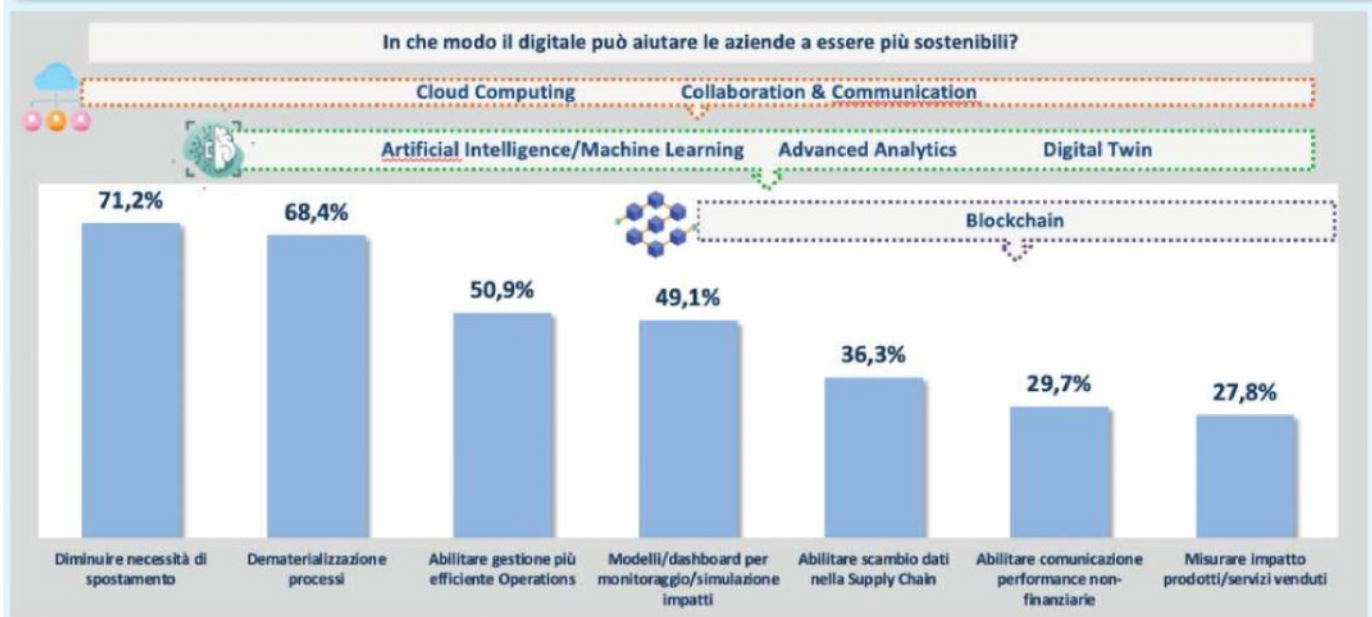 In che modo il digitale può aiutare le aziende a essere più sostenibili?
Cloud Computing Collaboration & Communication
Artificial Intelligence/Machine Learning Advanced Analytics Digital Twin
Blockchain
71,2%
68,4%
50,9%
49,1%
36,3%
29,7%
27,8%
Diminuire necessità di
spostamento
Dematerializzazione
processi
Abilitare gestione più
efficiente Operations
Modelli/dashboard per
monitoraggio/simulazione
impatti
Abilitare scambio dati
nella Supply Chain
Abilitare comunicazione
performance non-
finanziarie
Misurare impatto
prodotti/servizi venduti